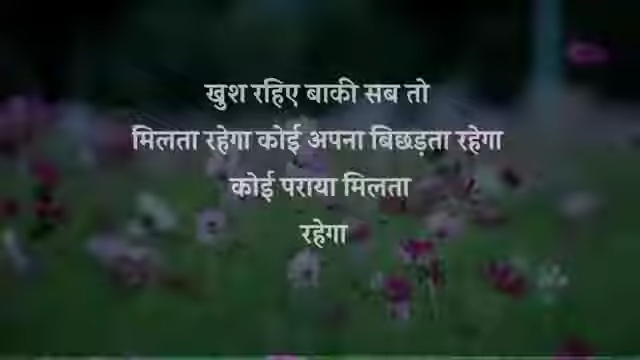 खुश रहिए बाकी सब तो
मिलता रहेगा कोई अपना बिछड़ता रहेगा
कोई पराया मिलता
रहेगा